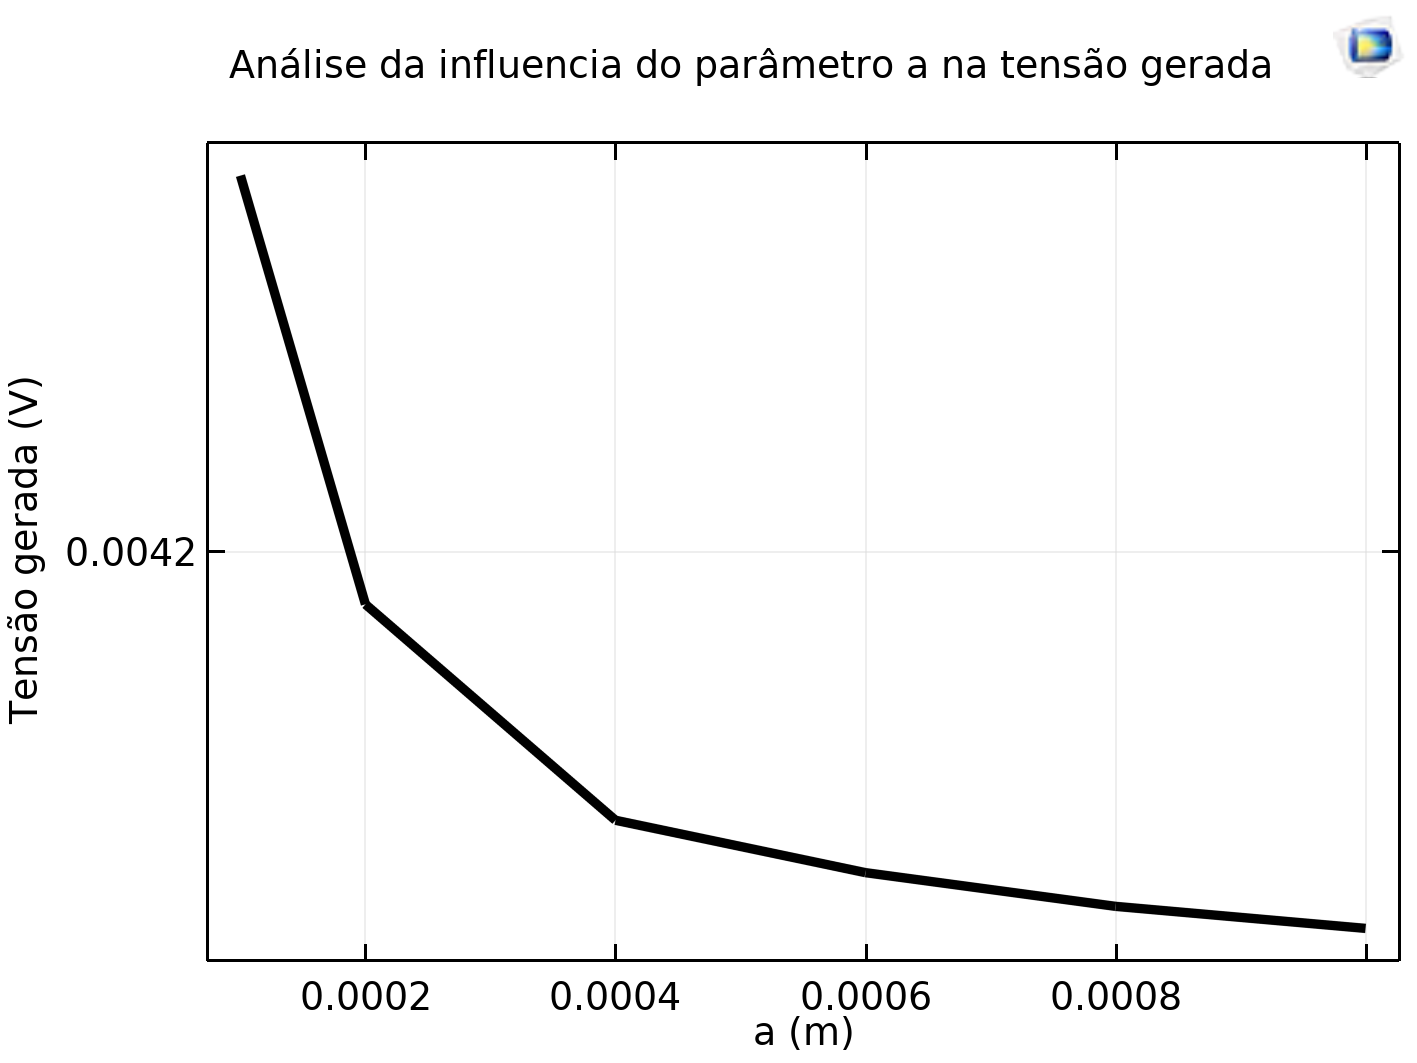 Análise da influencia do parâmetro a na tensão gerada
Tensão gerada (V)
0.0042
0.0002 0.0004 0.0006 0.0008
a (m)